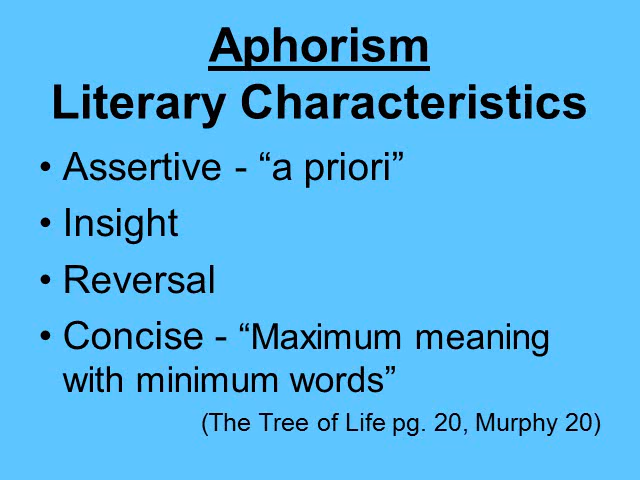 Aphorism
Literary Characteristics
• Assertive - “a priori”
• Insight
• Reversal
• Concise - “Maximum meaning
with minimum words”
(The Tree of Life pg. 20, Murphy 20)